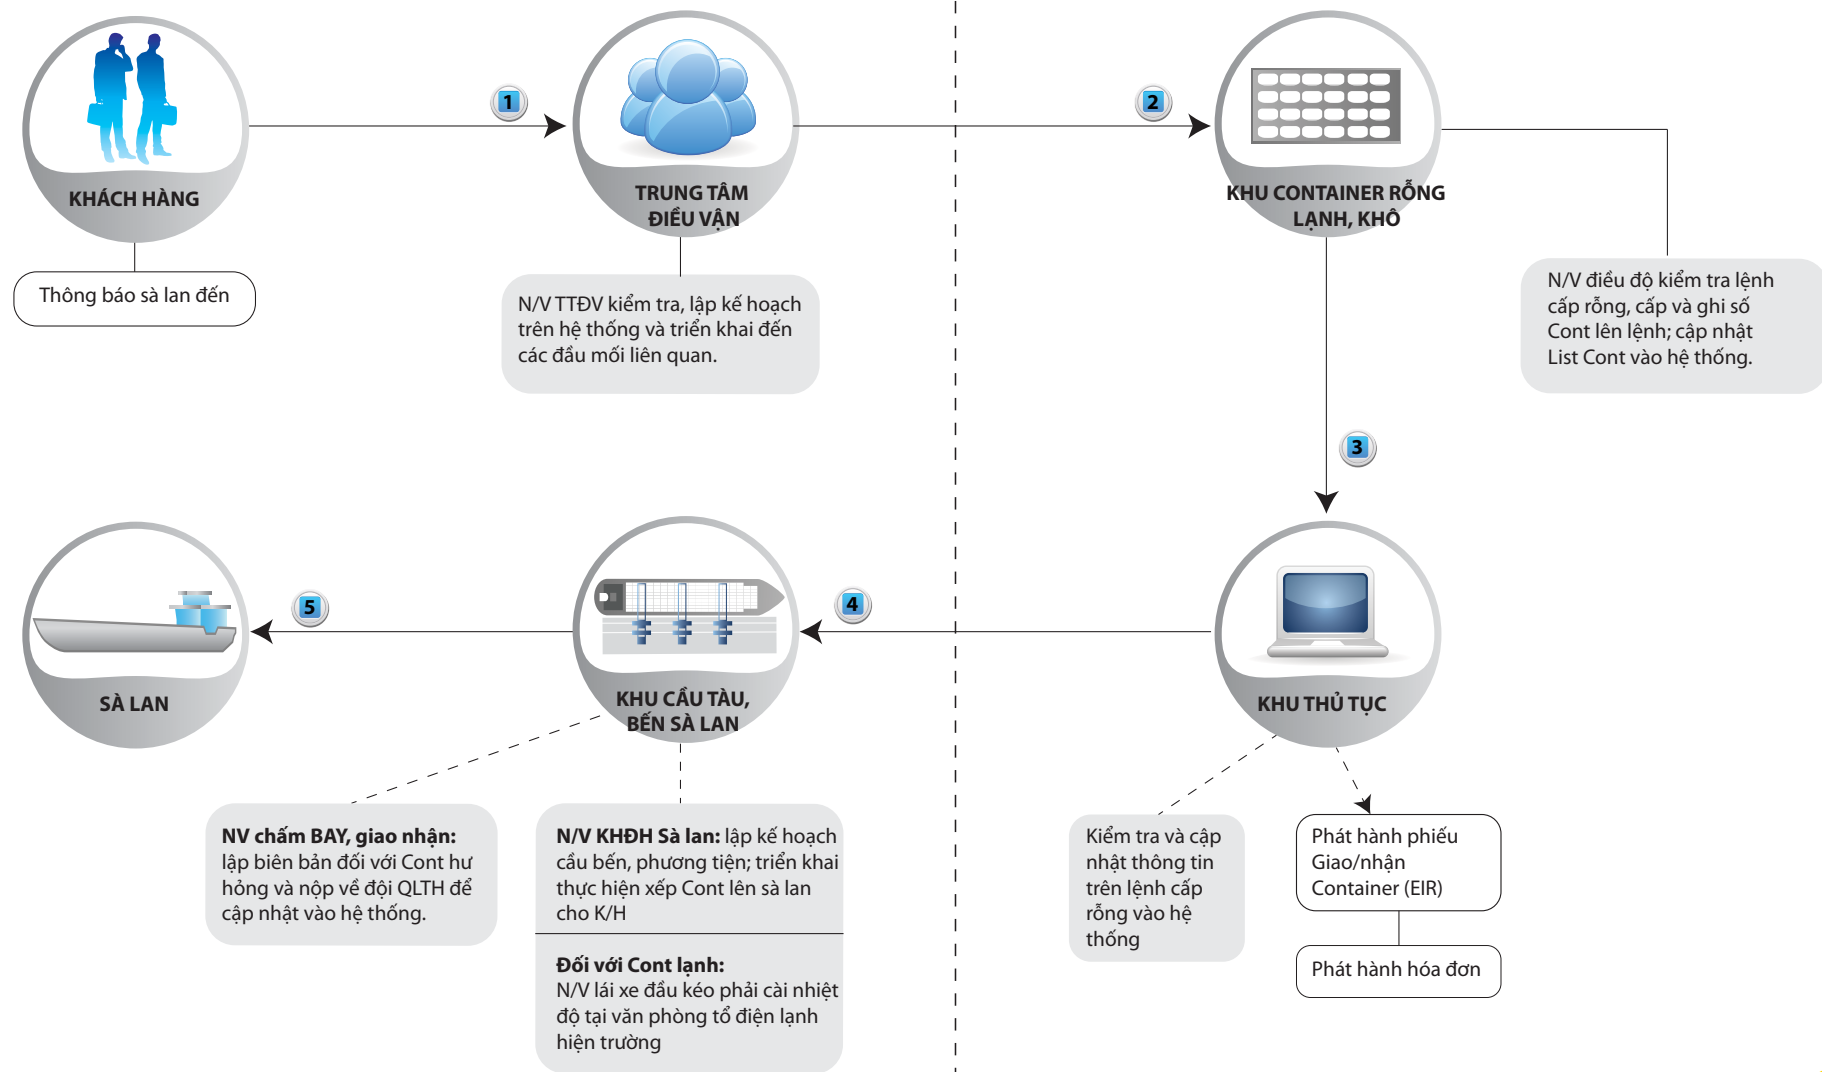 1
2
KHÁCH HÀNG
TRUNG TÂM
ĐIỀU VẬN
KHU CONTAINER RỖNG
LẠNH, KHÔ
Thông báo sà lan đến
N/V TTĐV kiểm tra, lập kế hoạch
trên hệ thống và triển khai đến
các đầu mối liên quan.
N/V điều độ kiểm tra lệnh
cấp rỗng, cấp và ghi số
Cont lên lệnh; cập nhật
List Cont vào hệ thống.
3
5
4
SÀ LAN
KHU CẦU TÀU,
BẾN SÀ LAN
KHU THỦ TỤC
NV chấm BAY, giao nhận:
lập biên bản đối với Cont hư
hỏng và nộp về đội QLTH để
cập nhật vào hệ thống.
N/V KHĐH Sà lan: lập kế hoạch
cầu bến, phương tiện; triển khai
thực hiện xếp Cont lên sà lan
cho K/H
Đối với Cont lạnh:
N/V lái xe đầu kéo phải cài nhiệt
độ tại văn phòng tổ điện lạnh
hiện trường
Kiểm tra và cập
nhật thông tin
trên lệnh cấp
rỗng vào hệ
thống
Phát hành phiếu
Giao/nhận
Container (EIR)
Phát hành hóa đơn